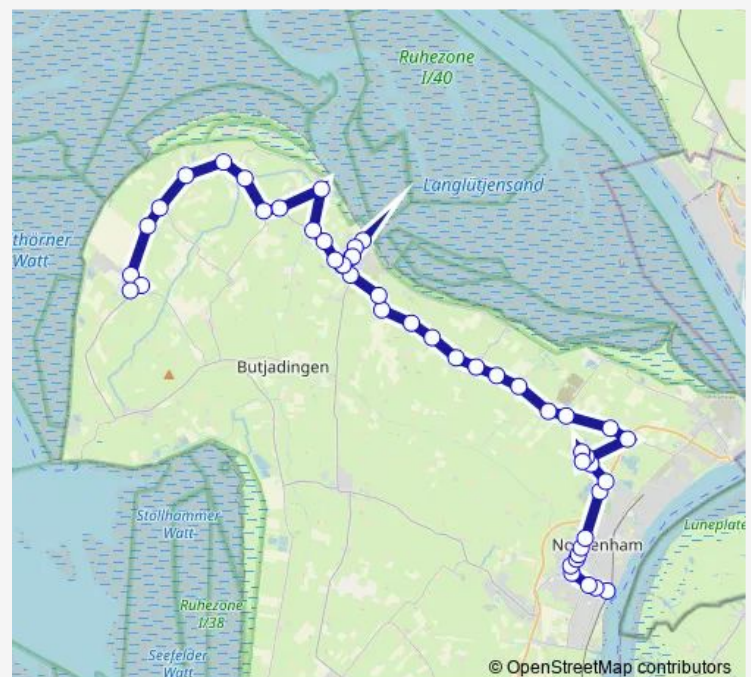 Ruhezone
I/40
Langlütjensand
thörner
Watt
Butjadingen
Stollhammer
Watt
Ruhezone
I/38
Seefelder
Watt
Luneplate
© OpenStreetMap contributors